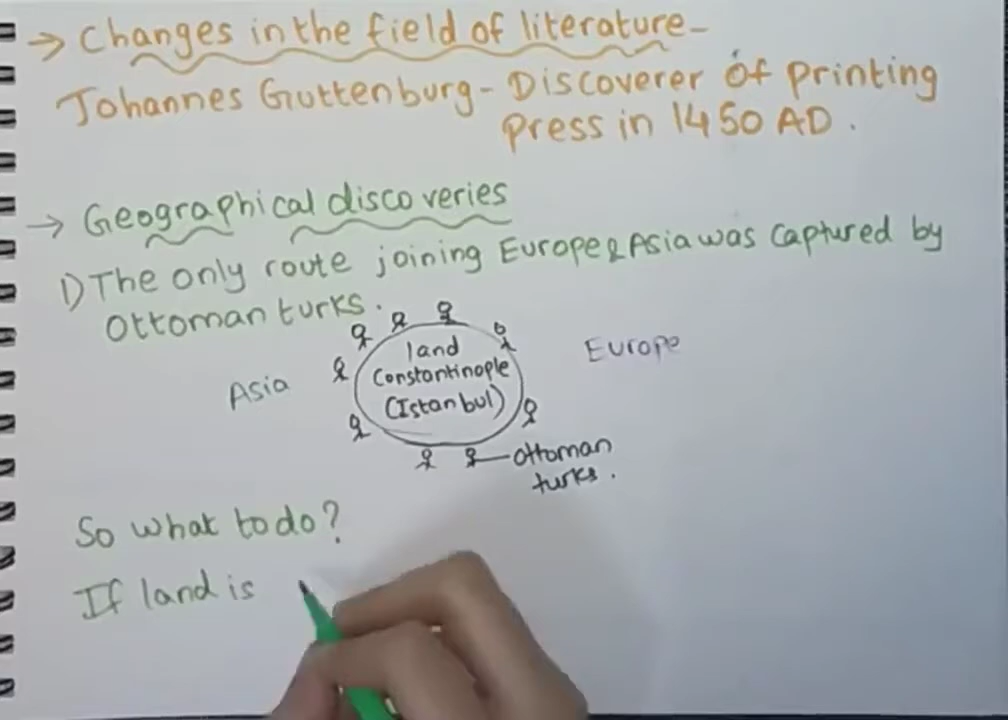 → Changes in the field of literature-
Johannes Guttenburg - Discoverer of printing
press in 1450 AD.
→ Geographical discoveries
1) The only route joining Europe & Asia was captured by
Ottoman turks.
land
Constantinople
(Istanbul)
Asia
Europe
ottoman
turks.
So what to do?
If land is